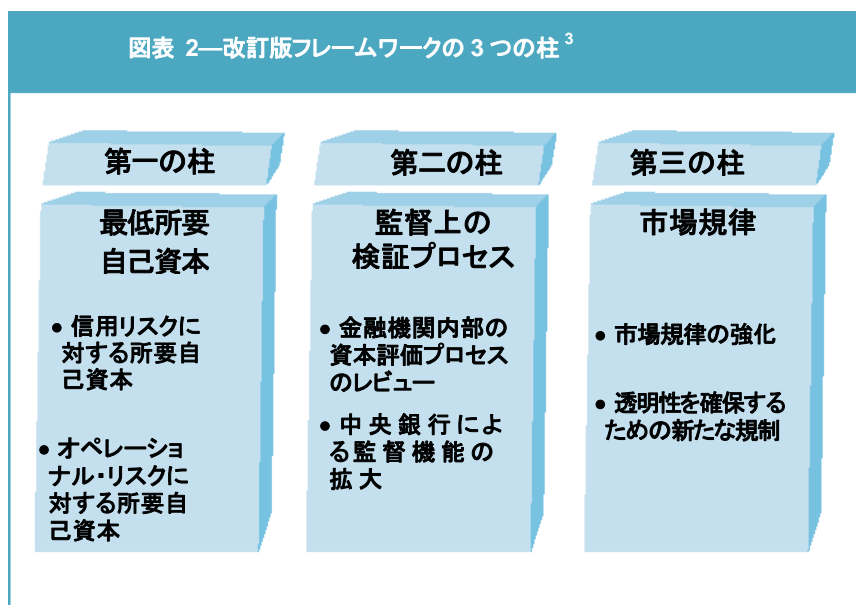 図表 2―改訂版フレームワークの 3 つの柱 3
第一の柱
最低所要
自己資本
● 信用リスクに
対する所要自
己資本
● オペレーショ
ナル・リスクに
対する所要自
己資本
第二の柱
監督上の
検証プロセス
● 金融機関内部の
資本評価プロセス
のレビュー
● 中央銀行によ
る監督機能の
拡大
第三の柱
市場規律
● 市場規律の強化
● 透明性を確保する
ための新たな規制